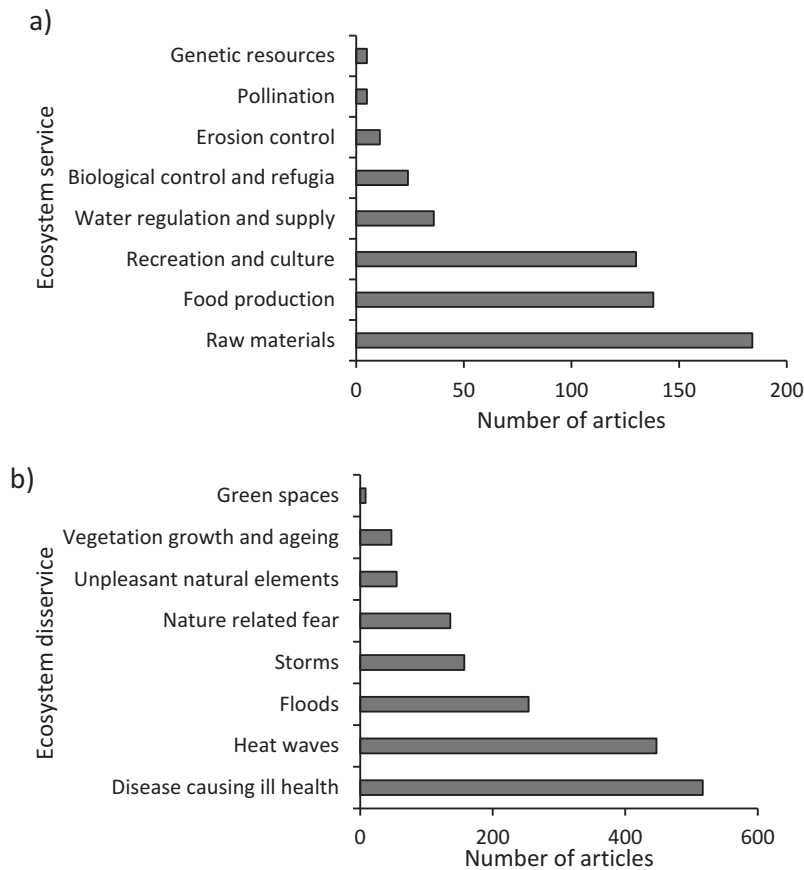 a)
Ecosystem service
Genetic resources
Pollination
Erosion control
Biological control and refugia
Water regulation and supply
Recreation and culture
Food production
Raw materials
0 50 100 150 200
Number of articles
b)
Ecosystem disservice
Green spaces
Vegetation growth and ageing
Unpleasant natural elements
Nature related fear
Storms
Floods
Heat waves
Disease causing ill health
0 200 400 600
Number of articles